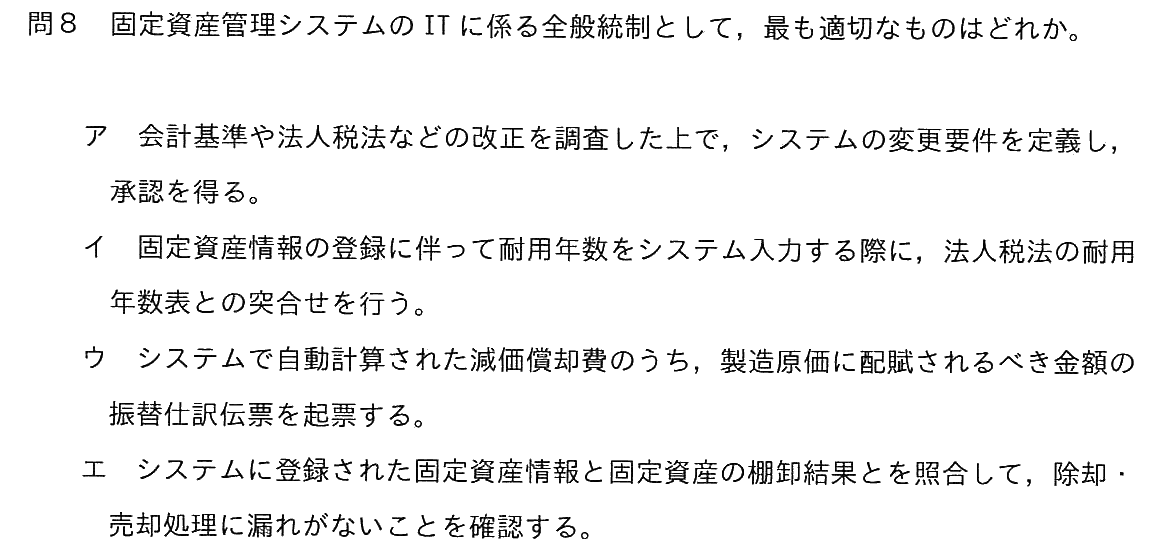 問８　固定資産管理システムの IT に係る全般統制として，最も適切なものはどれか。
ア　会計基準や法人税法などの改正を調査した上で，システムの変更要件を定義し，
承認を得る。
イ　固定資産情報の登録に伴って耐用年数をシステム入力する際に，法人税法の耐用
年数表との突合せを行う。
ウ　システムで自動計算された減価償却費のうち，製造原価に配賦されるべき金額の
振替仕訳伝票を起票する。
エ　システムに登録された固定資産情報と固定資産の棚卸結果とを照合して，除却・
売却処理に漏れがないことを確認する。